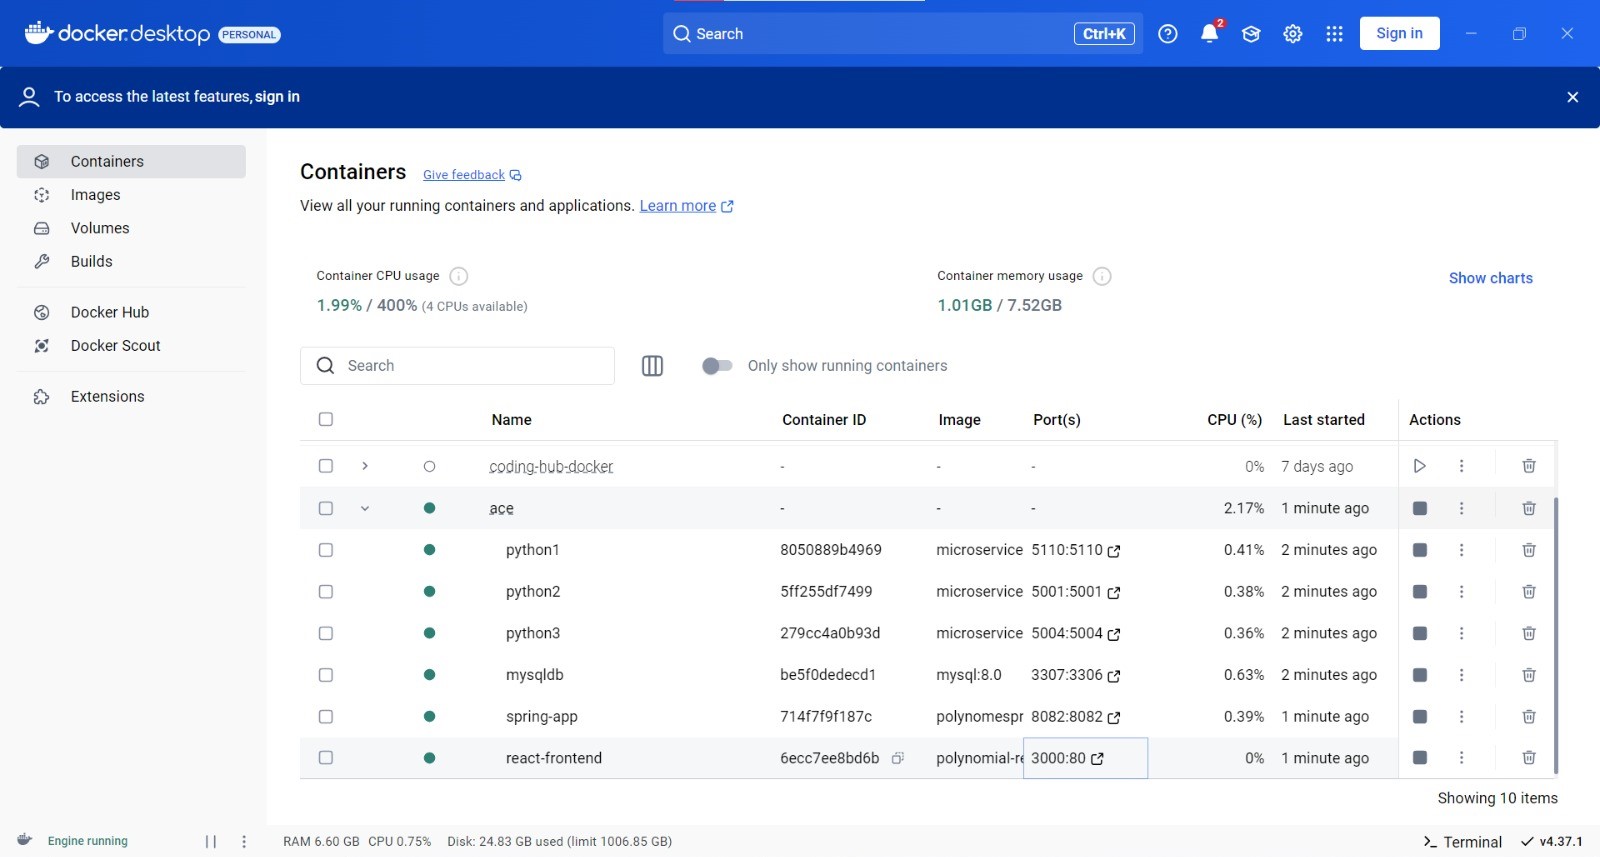 docker.desktop PERSONAL Search Ctrl+K 2 Sign in
To access the latest features, sign in
Containers
Images
Volumes
Builds
Docker Hub
Docker Scout
Extensions
Containers Give feedback
View all your running containers and applications. Learn more
Container CPU usage
1.99% / 400% (4 CPUs available)
Container memory usage
1.01GB / 7.52GB
Show charts
Search
Only show running containers
Name Container ID Image Port(s) CPU (%) Last started Actions
coding-hub-docker - - - 0% 7 days ago
ace - - - 2.17% 1 minute ago
python1 8050889b4969 microservice 5110:5110 0.41% 2 minutes ago
python2 5ff255df7499 microservice 5001:5001 0.38% 2 minutes ago
python3 279cc4a0b93d microservice 5004:5004 0.36% 2 minutes ago
mysqldb be5f0dedecd1 mysql:8.0 3307:3306 0.63% 2 minutes ago
spring-app 714f7f9f187c polynomespr 8082:8082 0.39% 1 minute ago
react-frontend 6ecc7ee8bd6b polynomial-re 3000:80 0% 1 minute ago
Showing 10 items
Engine running RAM 6.60 GB CPU 0.75% Disk: 24.83 GB used (limit 1006.85 GB) Terminal v4.37.1